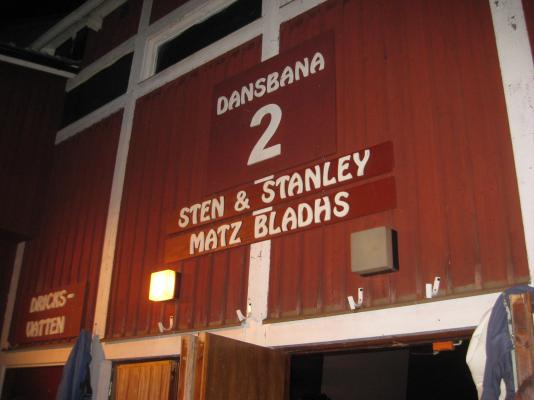 DANSBANA
2
STEN & STANLEY
MATZ BLADHS
DRICKS-
VATTEN